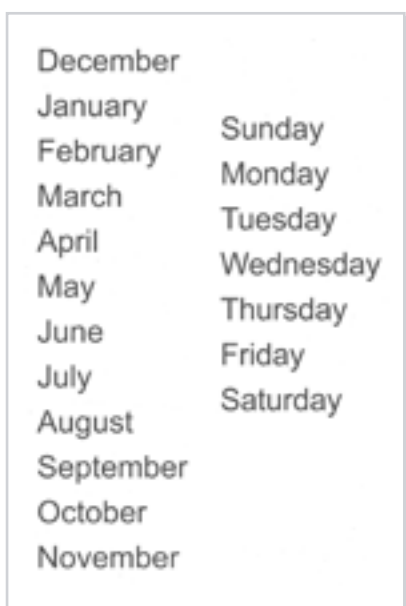 December
January
February
March
April
May
June
July
August
September
October
November
Sunday
Monday
Tuesday
Wednesday
Thursday
Friday
Saturday